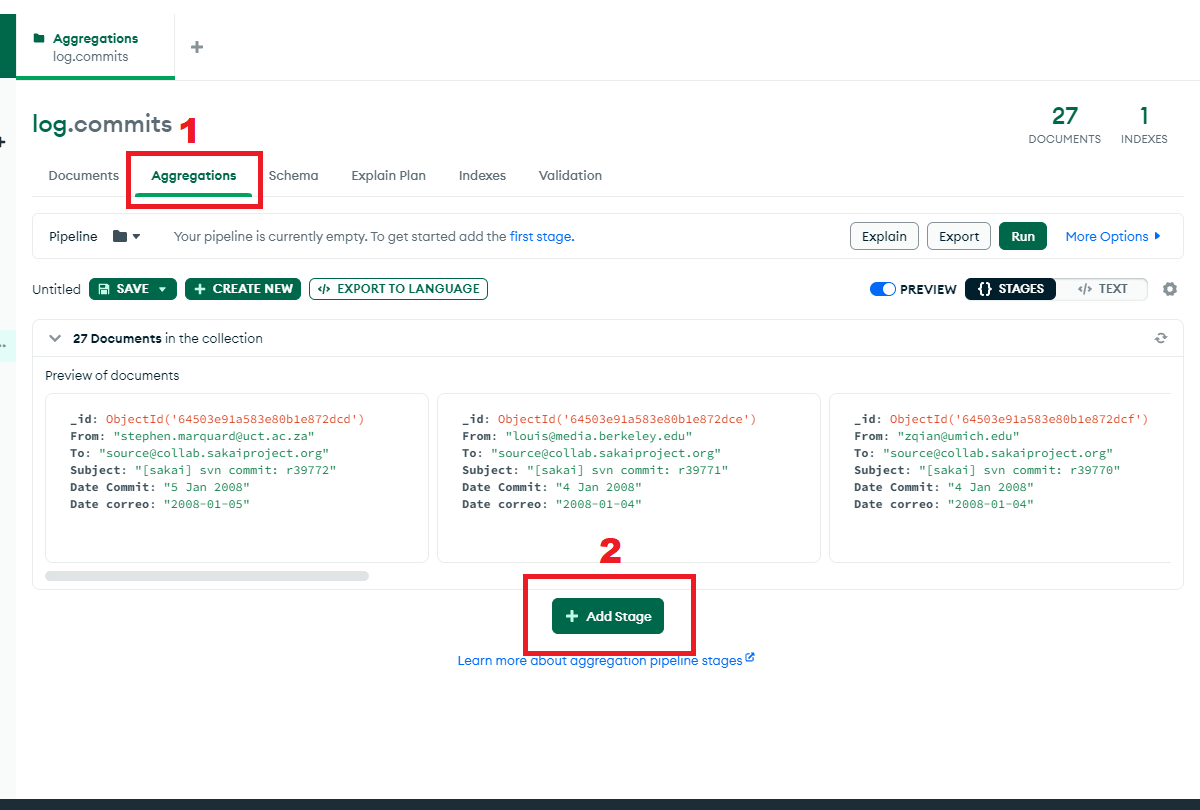 Aggregations
log.commits
+
log.commits
1
27
DOCUMENTS
1
INDEXES
Documents
Aggregations
Schema
Explain Plan
Indexes
Validation
Pipeline
Your pipeline is currently empty. To get started add the first stage.
Explain
Export
Run
More Options
Untitled
SAVE
+ CREATE NEW
</> EXPORT TO LANGUAGE
PREVIEW
{} STAGES
</> TEXT
27 Documents in the collection
Preview of documents
_id: ObjectId('64503e91a583e80b1e872dcd')
From: "stephen.marquard@uct.ac.za"
To: "source@collab.sakaiproject.org"
Subject: "[sakai] svn commit: r39772"
Date Commit: "5 Jan 2008"
Date correo: "2008-01-05"
_id: ObjectId('64503e91a583e80b1e872dce')
From: "louis@media.berkeley.edu"
To: "source@collab.sakaiproject.org"
Subject: "[sakai] svn commit: r39771"
Date Commit: "4 Jan 2008"
Date correo: "2008-01-04"
_id: ObjectId('64503e91a583e80b1e872dcf')
From: "zqian@umich.edu"
To: "source@collab.sakaiproject.org"
Subject: "[sakai] svn commit: r39770"
Date Commit: "4 Jan 2008"
Date correo: "2008-01-04"
2
+ Add Stage
Learn more about aggregation pipeline stages